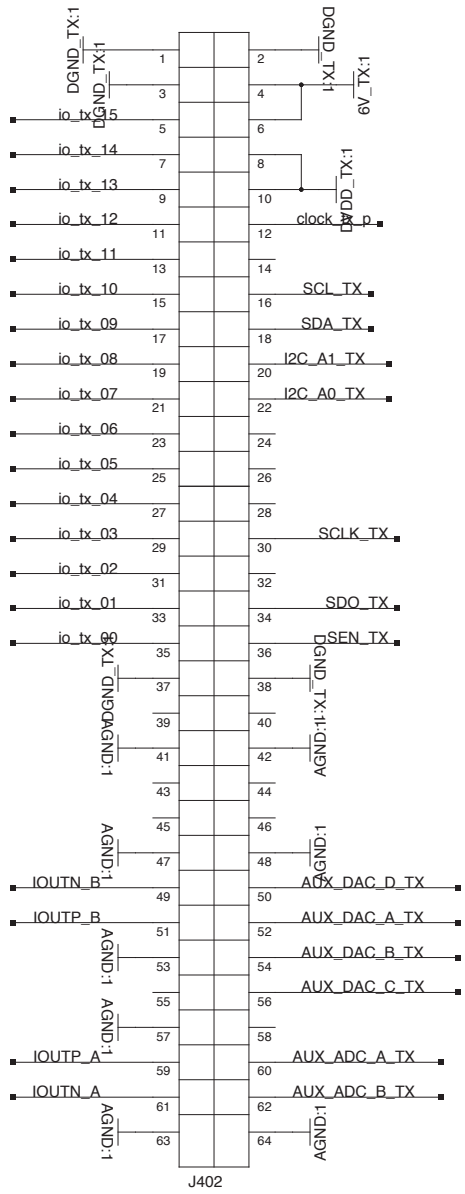 DGND_TX:1
1
2
DGND_TX:1
DGND_TX:1
3
4
6V_TX:1
io_tx_15
5
6
io_tx_14
7
8
io_tx_13
9
10
DVDD_TX:1
io_tx_12
11
12
clock_tx_p
io_tx_11
13
14
io_tx_10
15
16
SCL_TX
io_tx_09
17
18
SDA_TX
io_tx_08
19
20
I2C_A1_TX
io_tx_07
21
22
I2C_A0_TX
io_tx_06
23
24
io_tx_05
25
26
io_tx_04
27
28
io_tx_03
29
30
SCLK_TX
io_tx_02
31
32
io_tx_01
33
34
SDO_TX
io_tx_00
35
36
SEN_TX
DGND_TX:1
37
38
DGND_TX:1
39
40
AGND:1
41
42
AGND:1
43
44
45
46
AGND:1
47
48
AGND:1
IOUTN_B
49
50
AUX_DAC_D_TX
IOUTP_B
51
52
AUX_DAC_A_TX
AGND:1
53
54
AUX_DAC_B_TX
55
56
AUX_DAC_C_TX
AGND:1
57
58
IOUTP_A
59
60
AUX_ADC_A_TX
IOUTN_A
61
62
AUX_ADC_B_TX
AGND:1
63
64
AGND:1
J402